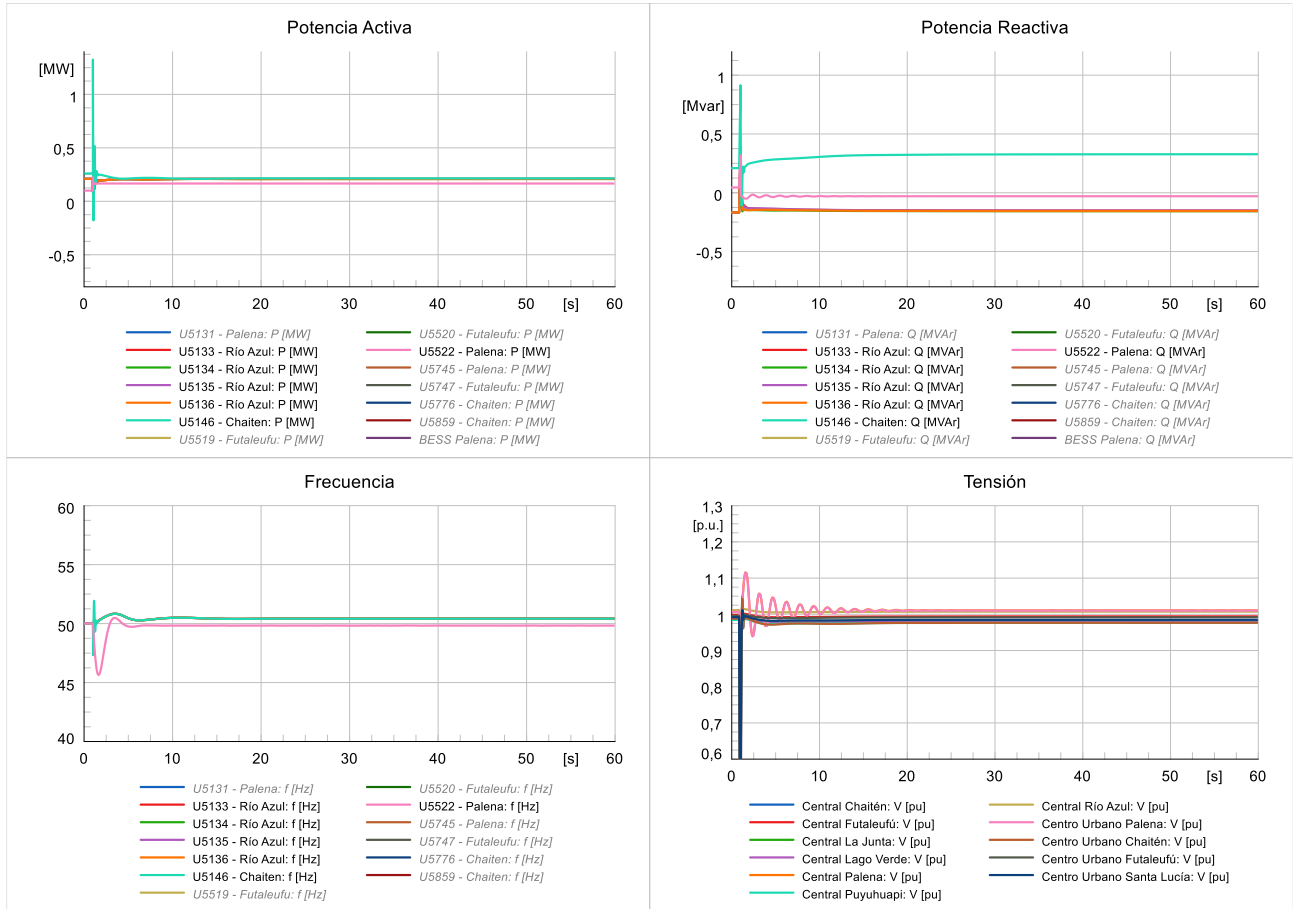 Potencia Activa
[MW]
1
0,5
0
-0,5
0 10 20 30 40 [s] 60
U5131 - Palena: P [MW] U5520 - Futaleufu: P [MW]
U5133 - Río Azul: P [MW] U5522 - Palena: P [MW]
U5134 - Río Azul: P [MW] U5745 - Palena: P [MW]
U5135 - Río Azul: P [MW] U5747 - Futaleufu: P [MW]
U5136 - Río Azul: P [MW] U5776 - Chaiten: P [MW]
U5146 - Chaiten: P [MW] U5859 - Chaiten: P [MW]
U5519 - Futaleufu: P [MW] BESS Palena: P [MW]
Potencia Reactiva
1
[Mvar]
0,5
0
-0,5
0 10 20 30 40 [s] 60
U5131 - Palena: Q [MVAr] U5520 - Futaleufu: Q [MVAr]
U5133 - Río Azul: Q [MVAr] U5522 - Palena: Q [MVAr]
U5134 - Río Azul: Q [MVAr] U5745 - Palena: Q [MVAr]
U5135 - Río Azul: Q [MVAr] U5747 - Futaleufu: Q [MVAr]
U5136 - Río Azul: Q [MVAr] U5776 - Chaiten: Q [MVAr]
U5146 - Chaiten: Q [MVAr] U5859 - Chaiten: Q [MVAr]
U5519 - Futaleufu: Q [MVAr] BESS Palena: Q [MVAr]
Frecuencia
60
55
50
45
40
0 10 20 30 40 [s] 60
U5131 - Palena: f [Hz] U5520 - Futaleufu: f [Hz]
U5133 - Río Azul: f [Hz] U5522 - Palena: f [Hz]
U5134 - Río Azul: f [Hz] U5745 - Palena: f [Hz]
U5135 - Río Azul: f [Hz] U5747 - Futaleufu: f [Hz]
U5136 - Río Azul: f [Hz] U5776 - Chaiten: f [Hz]
U5146 - Chaiten: f [Hz] U5859 - Chaiten: f [Hz]
U5519 - Futaleufu: f [Hz]
Tensión
1,3
[p.u.]
1,2
1,1
1
0,9
0,8
0,7
0,6
0 10 20 30 40 [s] 60
Central Chaitén: V [pu] Central Río Azul: V [pu]
Central Futaleufú: V [pu] Centro Urbano Palena: V [pu]
Central La Junta: V [pu] Centro Urbano Chaitén: V [pu]
Central Lago Verde: V [pu] Centro Urbano Futaleufú: V [pu]
Central Palena: V [pu] Centro Urbano Santa Lucía: V [pu]
Central Puyuhuapi: V [pu]